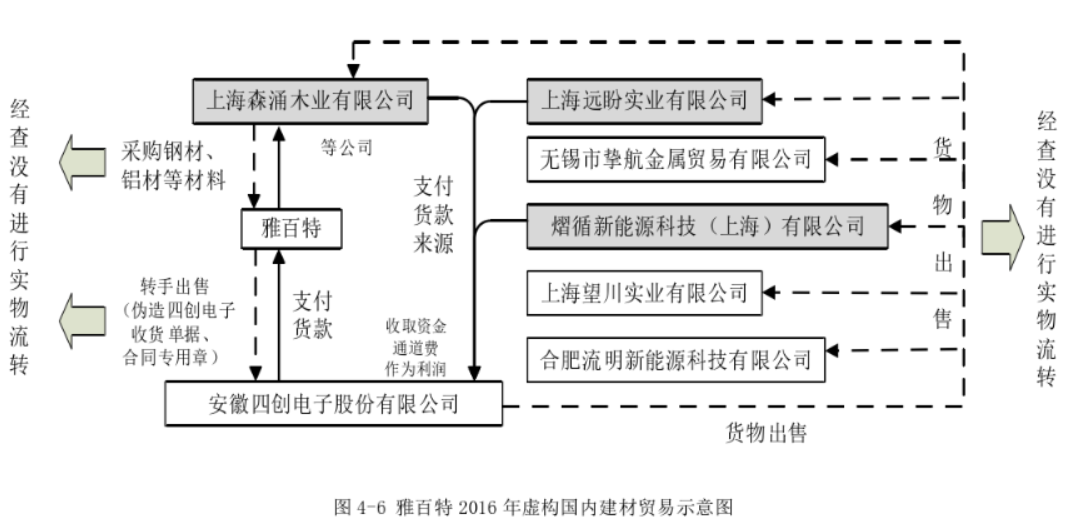 经查没有进行实物流转
采购钢材、
铝材等材料
转手出售
(伪造四创电子
收货单据、
合同专用章)
上海森涌木业有限公司
等公司
雅百特
支付
货款
安徽四创电子股份有限公司
支付
货款
来源
收取资金
通道费
作为利润
上海远盼实业有限公司
无锡市挚航金属贸易有限公司
熠循新能源科技(上海)有限公司
上海望川实业有限公司
合肥流明新能源科技有限公司
货物出售
货物出售
经查没有进行实物流转
图 4-6 雅百特 2016 年虚构国内建材贸易示意图